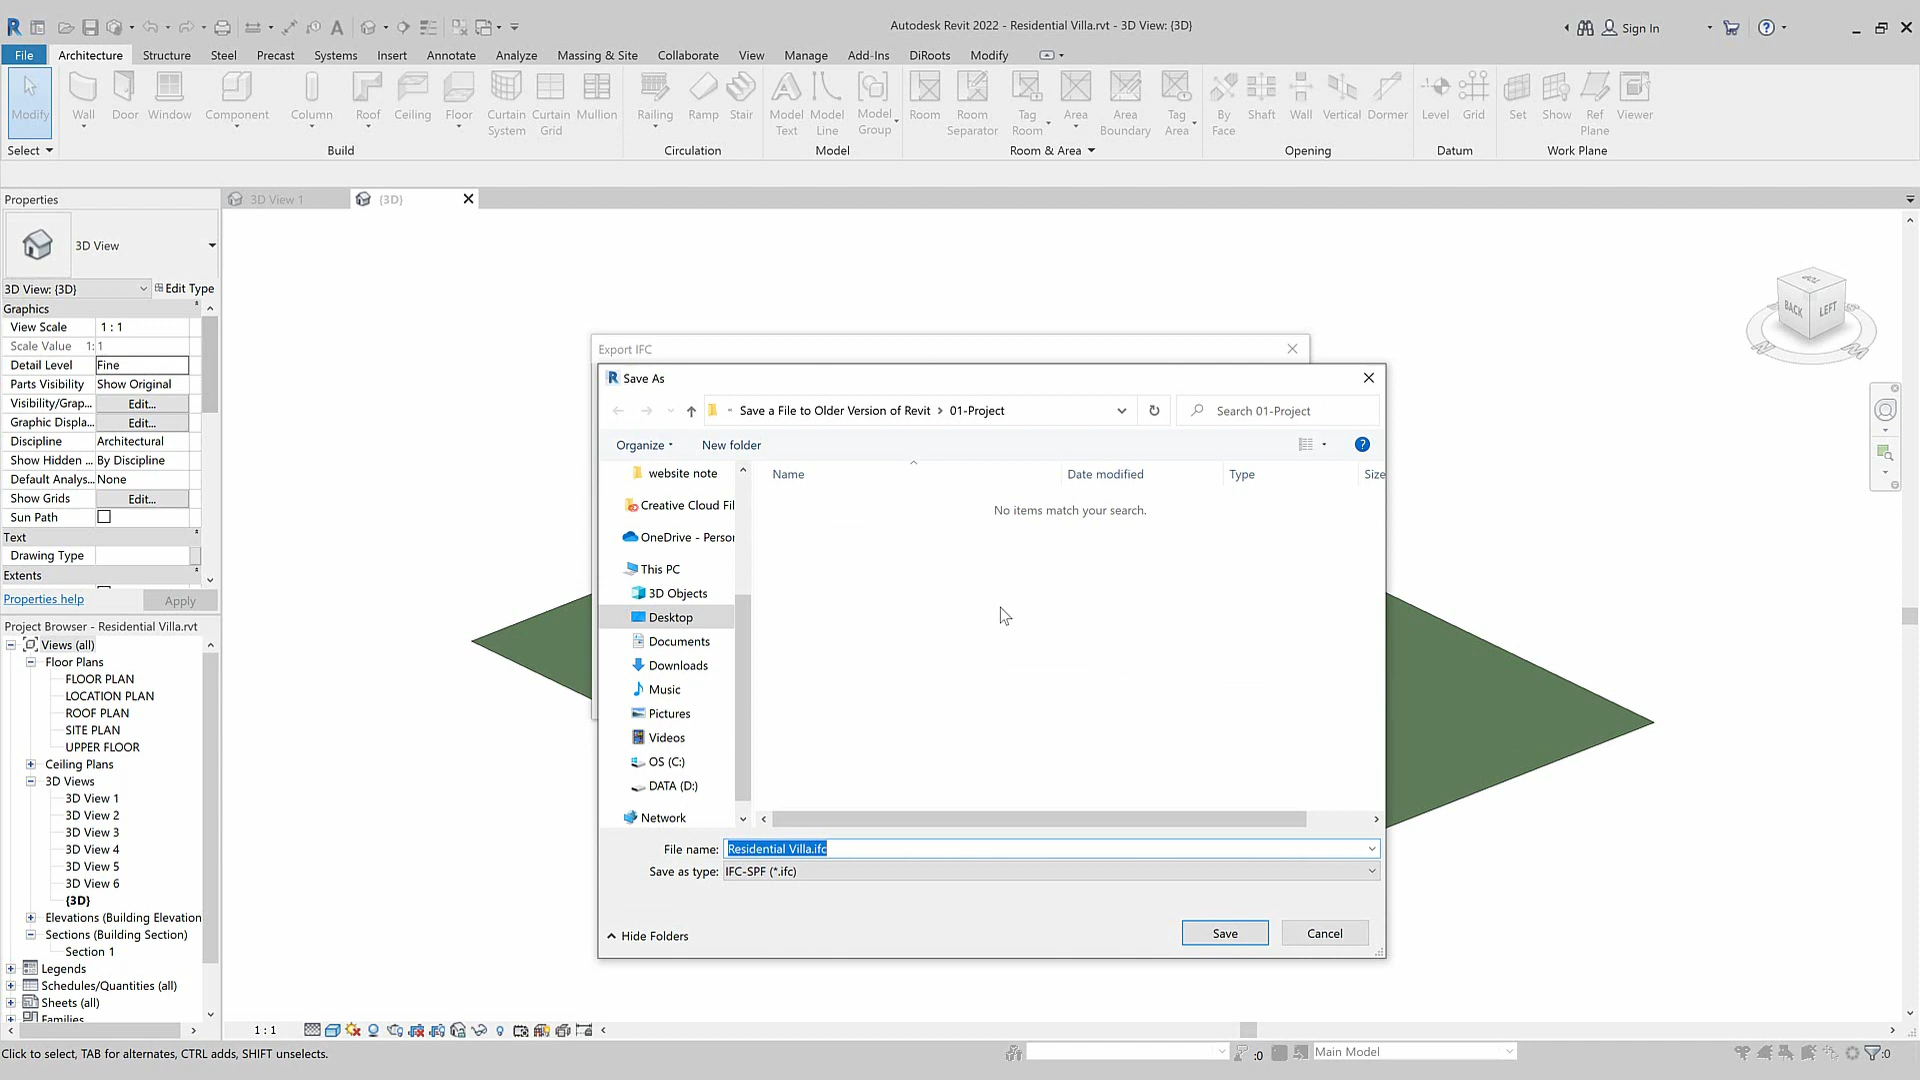 Autodesk Revit 2022 - Residential Villa.rvt - 3D View: {3D}
Sign In
File Architecture Structure Steel Precast Systems Insert Annotate Analyze Massing & Site Collaborate View Manage Add-Ins DiRoots Modify
Modify Wall Door Window Component Column Roof Ceiling Floor Curtain System Curtain Grid Mullion Railing Ramp Stair Model Text Model Line Model Group Room Room Separator Tag Room Area Area Boundary Tag Area By Face Shaft Wall Vertical Dormer Level Grid Set Show Ref Plane Viewer
Select Build Circulation Model Room & Area Opening Datum Work Plane
Properties
3D View 1
{3D}
3D View
3D View: {3D}
Edit Type
Graphics
View Scale 1 : 1
Scale Value 1: 1
Detail Level Fine
Parts Visibility Show Original
Visibility/Grap... Edit...
Graphic Displa... Edit...
Discipline Architectural
Show Hidden ... By Discipline
Default Analys... None
Show Grids Edit...
Sun Path
Text
Drawing Type
Extents
Properties help Apply
Project Browser - Residential Villa.rvt
Views (all)
Floor Plans
FLOOR PLAN
LOCATION PLAN
ROOF PLAN
SITE PLAN
UPPER FLOOR
Ceiling Plans
3D Views
3D View 1
3D View 2
3D View 3
3D View 4
3D View 5
3D View 6
{3D}
Elevations (Building Elevation
Sections (Building Section)
Section 1
Legends
Schedules/Quantities (all)
Sheets (all)
Families
TOP
BACK
LEFT
Export IFC
Save As
Save a File to Older Version of Revit > 01-Project
Search 01-Project
Organize
New folder
Name Date modified Type Size
No items match your search.
website note
Creative Cloud Fil
OneDrive - Person
This PC
3D Objects
Desktop
Documents
Downloads
Music
Pictures
Videos
OS (C:)
DATA (D:)
Network
File name: Residential Villa.ifc
Save as type: IFC-SPF (*.ifc)
Hide Folders
Save
Cancel
1 : 1
Click to select, TAB for alternates, CTRL adds, SHIFT unselects.
:0
Main Model
:0